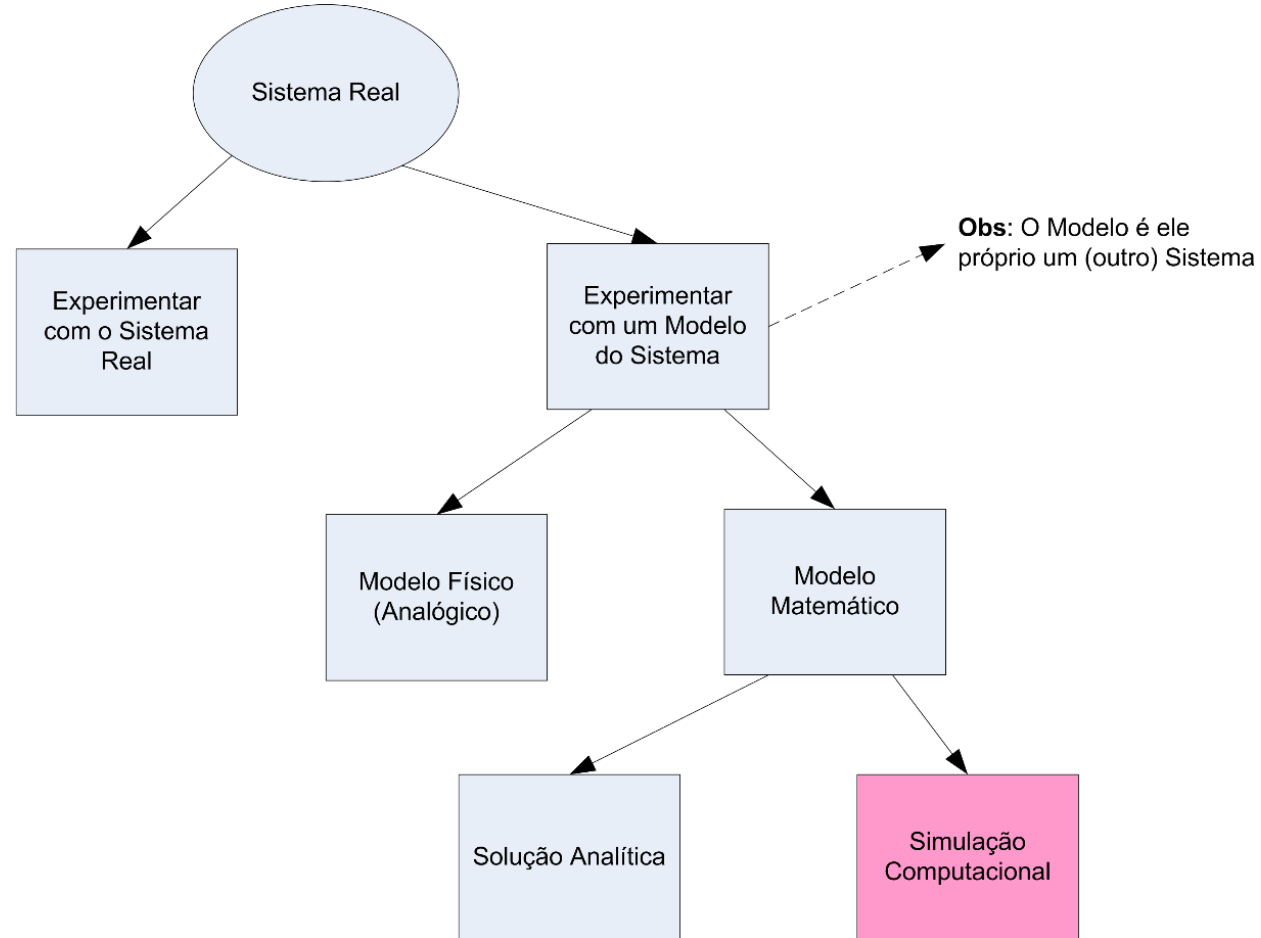 Sistema Real
Obs: O Modelo é ele
próprio um (outro) Sistema
Experimentar
com o Sistema
Real
Experimentar
com um Modelo
do Sistema
Modelo Físico
(Analógico)
Modelo
Matemático
Solução Analítica
Simulação
Computacional